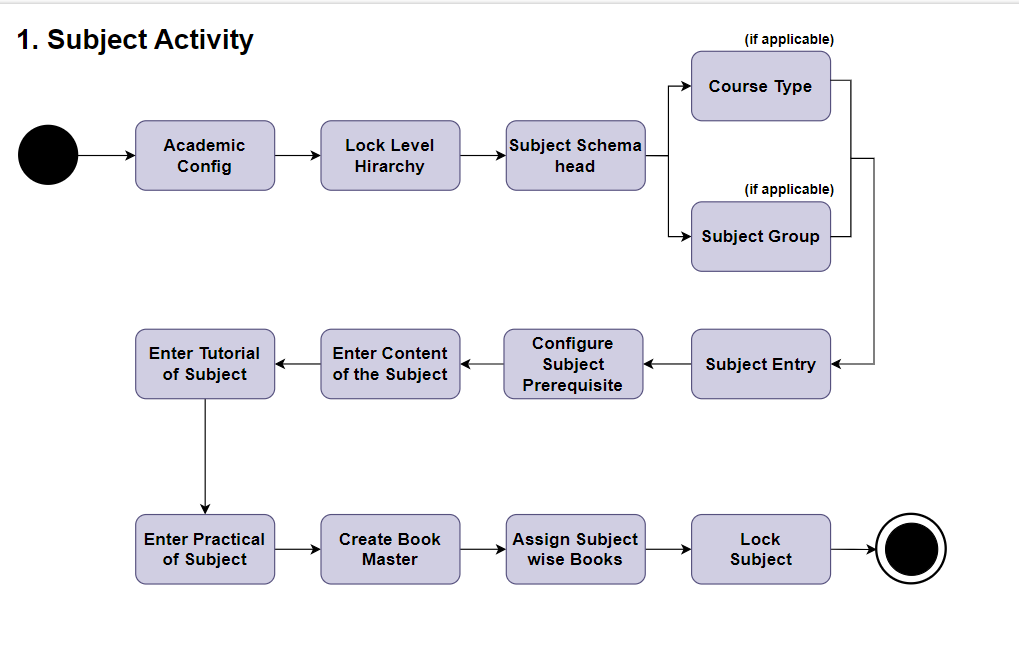 1. Subject Activity
(if applicable)
Course Type
Academic
Config
Lock Level
Hirarchy
Subject Schema
head
(if applicable)
Subject Group
Enter Tutorial
of Subject
Enter Content
of the Subject
Configure
Subject
Prerequisite
Subject Entry
Enter Practical
of Subject
Create Book
Master
Assign Subject
wise Books
Lock
Subject